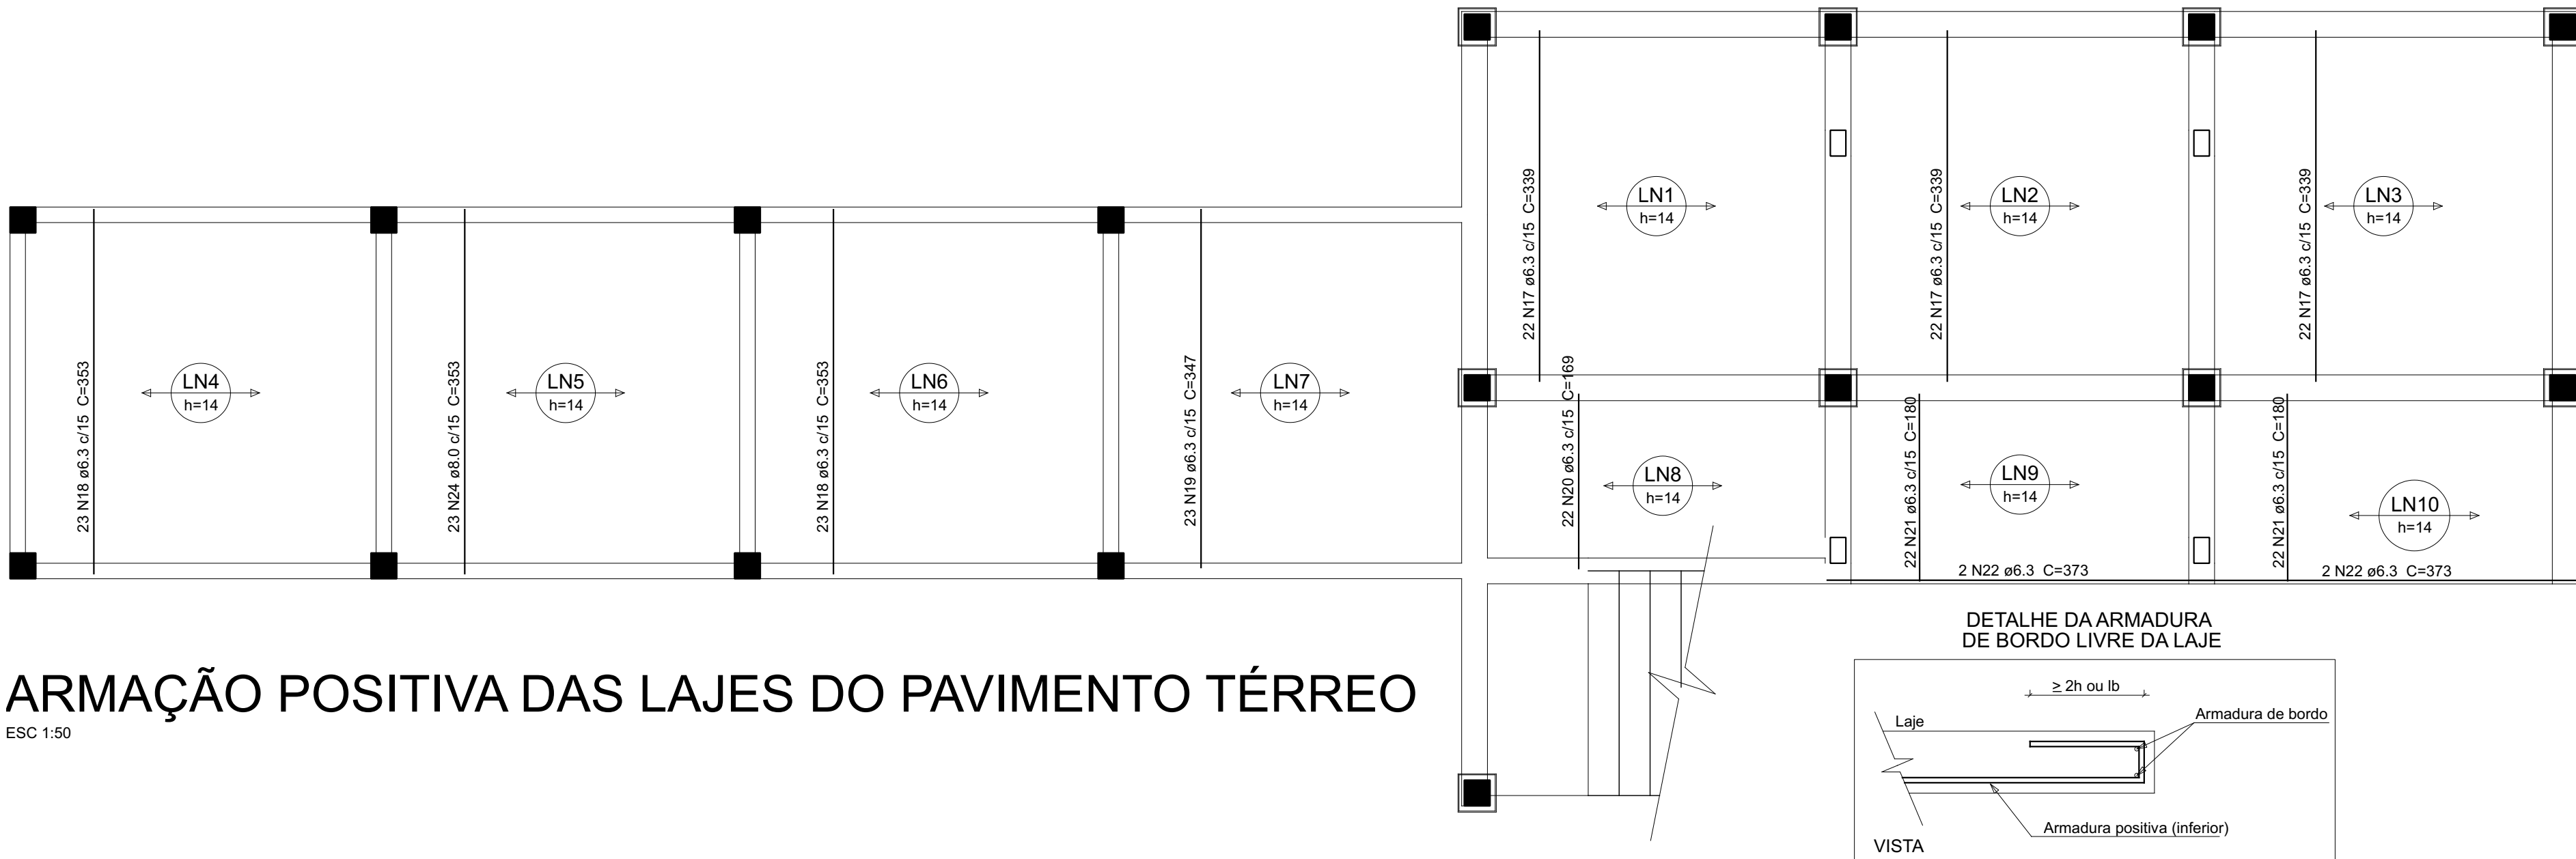 22 N17 ø6.3 c/15 C=339
LN1
h=14
22 N17 ø6.3 c/15 C=339
LN2
h=14
22 N17 ø6.3 c/15 C=339
LN3
h=14
23 N18 ø6.3 c/15 C=353
LN4
h=14
23 N24 ø8.0 c/15 C=353
LN5
h=14
23 N18 ø6.3 c/15 C=353
LN6
h=14
23 N19 ø6.3 c/15 C=347
LN7
h=14
22 N20 ø6.3 c/15 C=169
LN8
h=14
22 N21 ø6.3 c/15 C=180
LN9
h=14
22 N21 ø6.3 c/15 C=180
LN10
h=14
2 N22 ø6.3 C=373
2 N22 ø6.3 C=373
ARMAÇÃO POSITIVA DAS LAJES DO PAVIMENTO TÉRREO
ESC 1:50
DETALHE DA ARMADURA
DE BORDO LIVRE DA LAJE
≥ 2h ou lb
Laje
Armadura de bordo
Armadura positiva (inferior)
VISTA